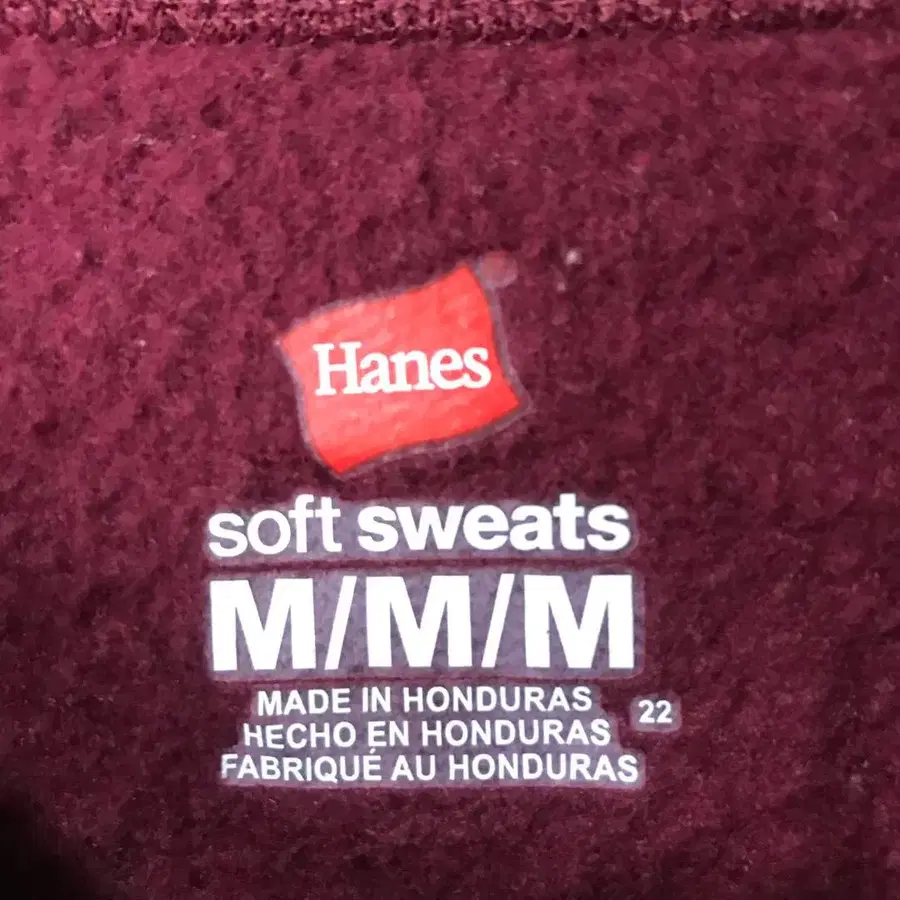 Hanes
soft sweats
M/M/M
MADE IN HONDURAS
22
HECHO EN HONDURAS
FABRIQUÉ AU HONDURAS